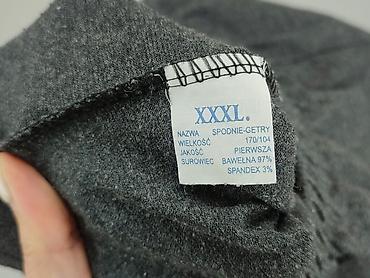 XXXL.
NAZWA SPODNIE-GETRY
WIELKOŚĆ 170/104
JAKOŚĆ PIERWSZA
SUROWIEC BAWEŁNA 97%
SPANDEX 3%